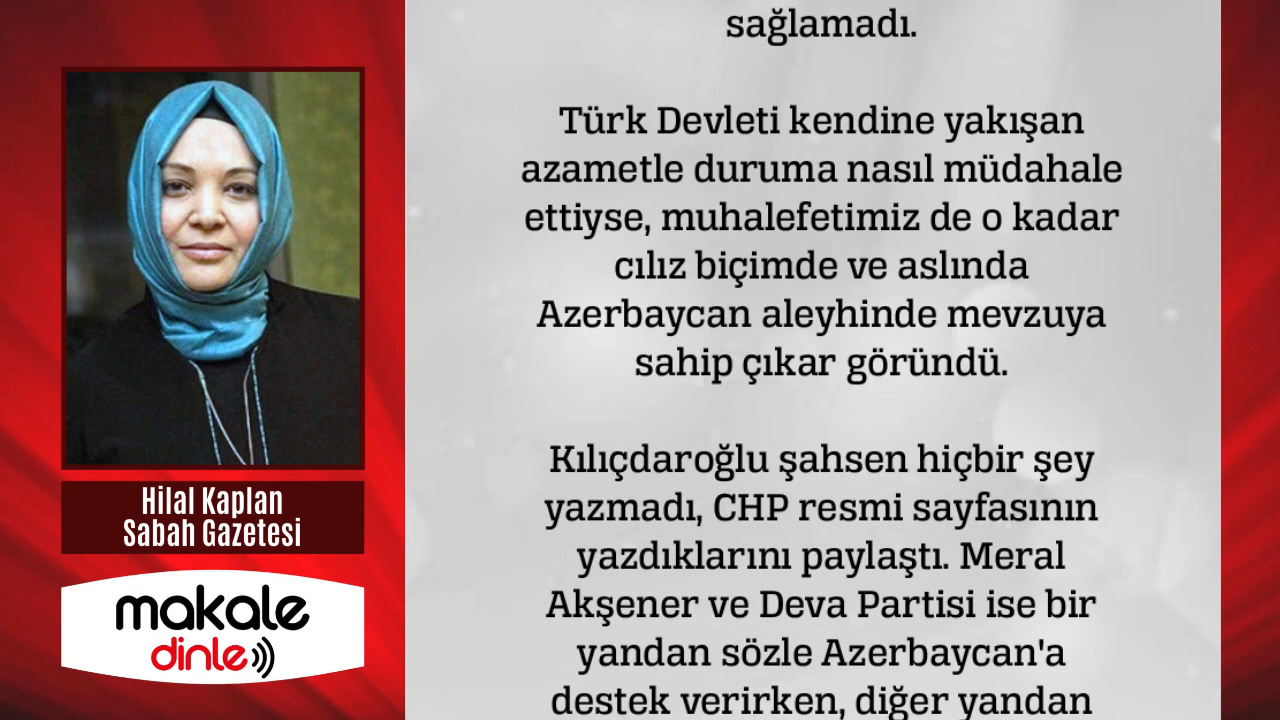 sağlamadı.
Türk Devleti kendine yakışan
azametle duruma nasıl müdahale
ettiyse, muhalefetimiz de o kadar
cılız biçimde ve aslında
Azerbaycan aleyhinde mevzuya
sahip çıkar göründü.
Kılıçdaroğlu şahsen hiçbir şey
yazmadı, CHP resmi sayfasının
yazdıklarını paylaştı. Meral
Akşener ve Deva Partisi ise bir
yandan sözle Azerbaycan'a
destek verirken, diğer yandan
Hilal Kaplan
Sabah Gazetesi
makale
dinle